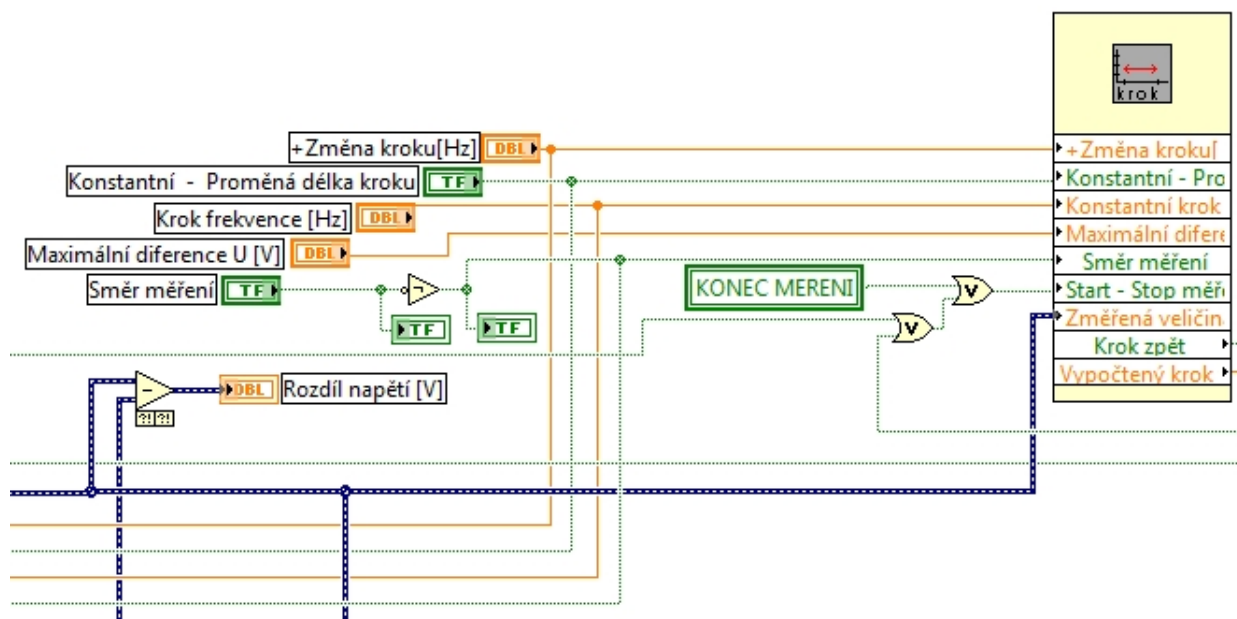 krok
+Změna kroku[Hz]
DBL
+Změna kroku[
Konstantní - Proměná délka kroku
TF
Konstantní - Pro
Krok frekvence [Hz]
DBL
Konstantní krok
Maximální diference U [V]
DBL
Maximální difere
Směr měření
TF
Směr měření
KONEC MERENI
V
Start - Stop měř
TF
TF
V
Změřená veličin
Krok zpět
DBL
Rozdíl napětí [V]
Vypočtený krok
?! ?!